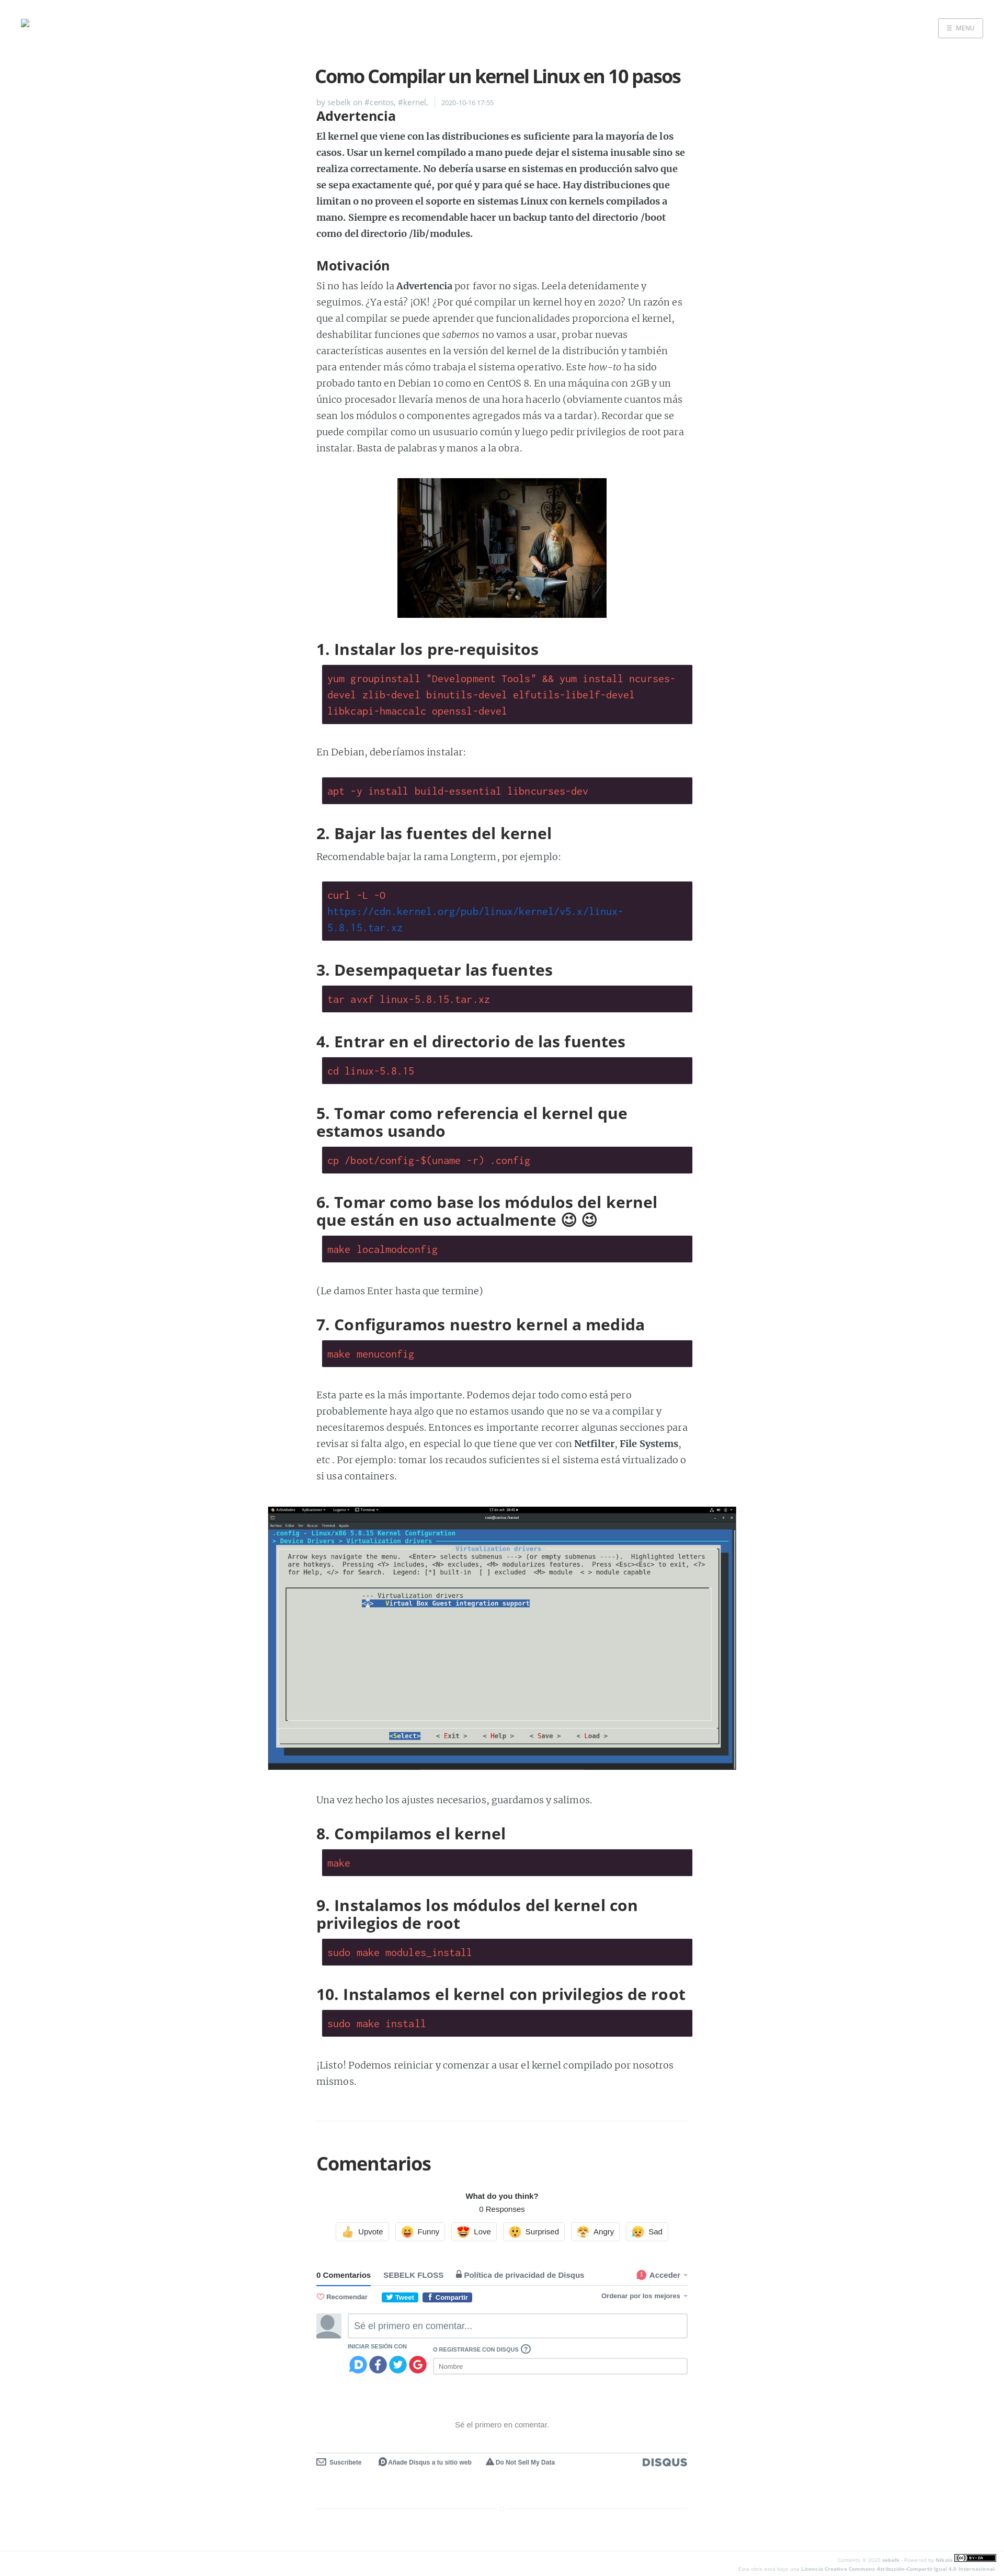 ☰ MENU
Como Compilar un kernel Linux en 10 pasos
by sebelk on #centos, #kernel, 2020-10-16 17:55
Advertencia
El kernel que viene con las distribuciones es suficiente para la mayoría de los
casos. Usar un kernel compilado a mano puede dejar el sistema inusable sino se
realiza correctamente. No debería usarse en sistemas en producción salvo que
se sepa exactamente qué, por qué y para qué se hace. Hay distribuciones que
limitan o no proveen el soporte en sistemas Linux con kernels compilados a
mano. Siempre es recomendable hacer un backup tanto del directorio /boot
como del directorio /lib/modules.
Motivación
Si no has leído la Advertencia por favor no sigas. Leela detenidamente y
seguimos. ¿Ya está? ¡OK! ¿Por qué compilar un kernel hoy en 2020? Un razón es
que al compilar se puede aprender que funcionalidades proporciona el kernel,
deshabilitar funciones que sabemos no vamos a usar, probar nuevas
características ausentes en la versión del kernel de la distribución y también
para entender más cómo trabaja el sistema operativo. Este how-to ha sido
probado tanto en Debian 10 como en CentOS 8. En una máquina con 2GB y un
único procesador llevaría menos de una hora hacerlo (obviamente cuantos más
sean los módulos o componentes agregados más va a tardar). Recordar que se
puede compilar como un ususuario común y luego pedir privilegios de root para
instalar. Basta de palabras y manos a la obra.
1. Instalar los pre-requisitos
yum groupinstall "Development Tools" && yum install ncurses-
devel zlib-devel binutils-devel elfutils-libelf-devel
libkcapi-hmaccalc openssl-devel
En Debian, deberíamos instalar:
apt -y install build-essential libncurses-dev
2. Bajar las fuentes del kernel
Recomendable bajar la rama Longterm, por ejemplo:
curl -L -O
https://cdn.kernel.org/pub/linux/kernel/v5.x/linux-
5.8.15.tar.xz
3. Desempaquetar las fuentes
tar avxf linux-5.8.15.tar.xz
4. Entrar en el directorio de las fuentes
cd linux-5.8.15
5. Tomar como referencia el kernel que
estamos usando
cp /boot/config-$(uname -r) .config
6. Tomar como base los módulos del kernel
que están en uso actualmente 😉 😉
make localmodconfig
(Le damos Enter hasta que termine)
7. Configuramos nuestro kernel a medida
make menuconfig
Esta parte es la más importante. Podemos dejar todo como está pero
probablemente haya algo que no estamos usando que no se va a compilar y
necesitaremos después. Entonces es importante recorrer algunas secciones para
revisar si falta algo, en especial lo que tiene que ver con Netfilter, File Systems,
etc . Por ejemplo: tomar los recaudos suficientes si el sistema está virtualizado o
si usa containers.
Actividades Aplicaciones Lugares Terminal
Archivo Editar Ver Buscar Terminal Ayuda
.config - Linux/x86 5.8.15 Kernel Configuration
> Device Drivers > Virtualization drivers
Virtualization drivers
Arrow keys navigate the menu. <Enter> selects submenus ---> (or empty submenus ----). Highlighted letters
are hotkeys. Pressing <Y> includes, <N> excludes, <M> modularizes features. Press <Esc><Esc> to exit, <?>
for Help, </> for Search. Legend: [*] built-in [ ] excluded <M> module < > module capable
--- Virtualization drivers
Virtual Box Guest integration support
<Select> < Exit > < Help > < Save > < Load >
Una vez hecho los ajustes necesarios, guardamos y salimos.
8. Compilamos el kernel
make
9. Instalamos los módulos del kernel con
privilegios de root
sudo make modules_install
10. Instalamos el kernel con privilegios de root
sudo make install
¡Listo! Podemos reiniciar y comenzar a usar el kernel compilado por nosotros
mismos.
Comentarios
What do you think?
0 Responses
Upvote Funny Love Surprised Angry Sad
0 Comentarios SEBELK FLOSS Política de privacidad de Disqus 1 Acceder
Recomendar Tweet Compartir Ordenar por los mejores
Sé el primero en comentar...
INICIAR SESIÓN CON
O REGISTRARSE CON DISQUS ?
Nombre
Sé el primero en comentar.
Suscríbete Añade Disqus a tu sitio web Do Not Sell My Data DISQUS
Contents © 2020 sebelk - Powered by Nikola BY-SA
Esta obra está bajo una Licencia Creative Commons Atribución-CompartirIgual 4.0 Internacional.